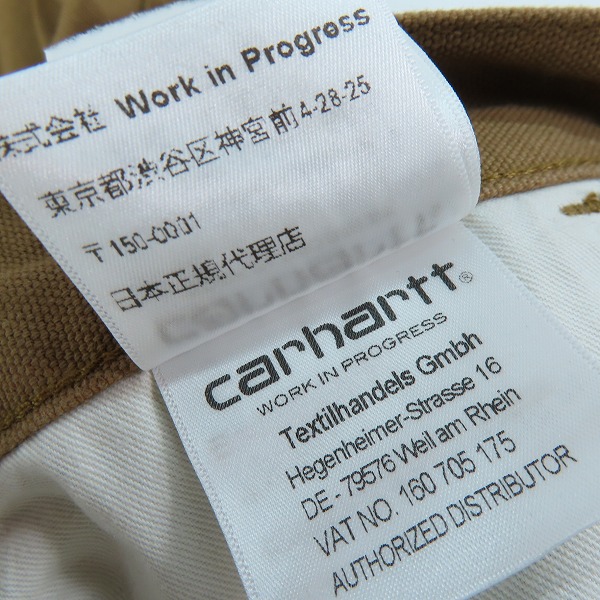 株式会社 Work in Progress
東京都渋谷区神宮前4-28-25
〒150-0001
日本正規代理店
carhartt®
WORK IN PROGRESS
Textilhandels GmbH
Hegenheimer-Strasse 16
DE - 79576 Weil am Rhein
VAT NO. 160 705 175
AUTHORIZED DISTRIBUTOR